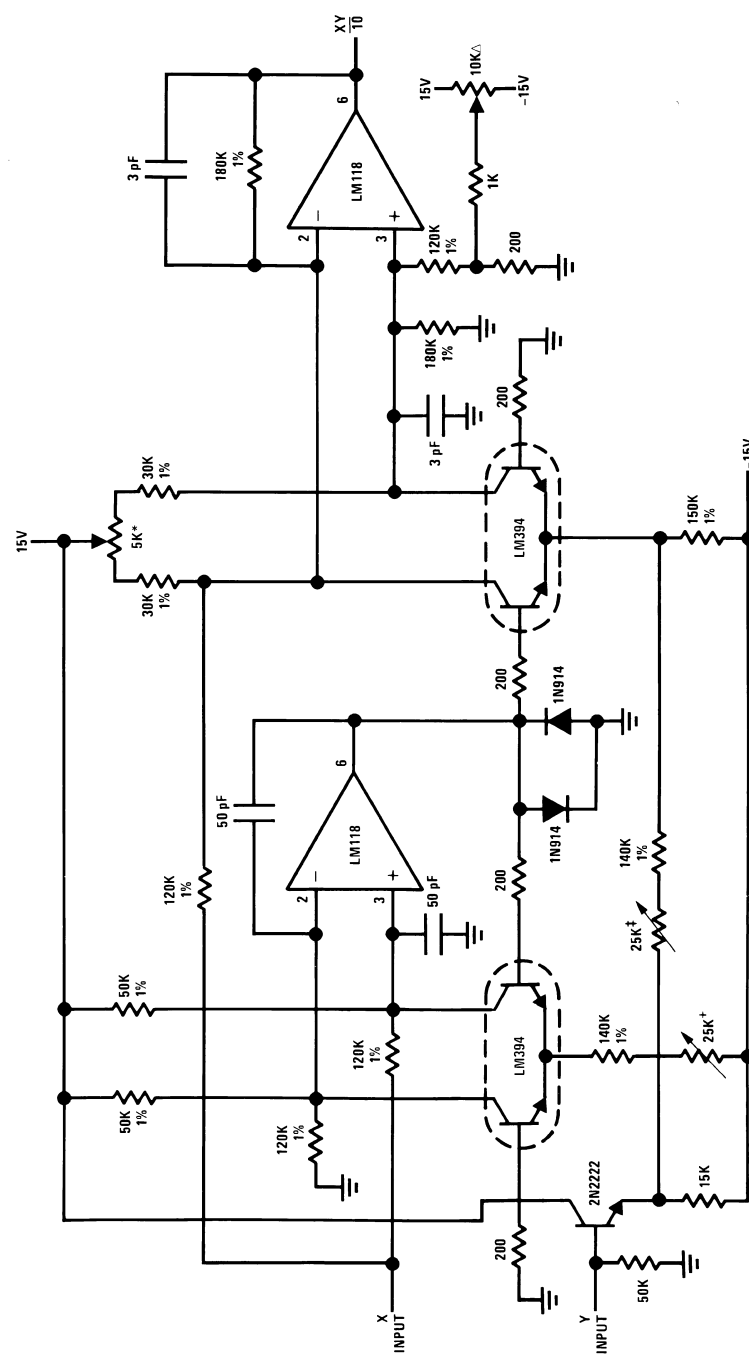 XY
10
3 pF
180K
1%
6
LM118
2
3
15V
10KΔ
-15V
1K
120K
1%
200
180K
1%
3 pF
15V
5K*
30K
1%
30K
1%
200
LM394
200
150K
1%
-15V
120K
1%
50 pF
6
LM118
2
3
50 pF
200
1N914
1N914
140K
1%
25K‡
50K
1%
50K
1%
120K
1%
120K
1%
LM394
140K
1%
25K+
200
2N2222
15K
50K
X
INPUT
Y
INPUT